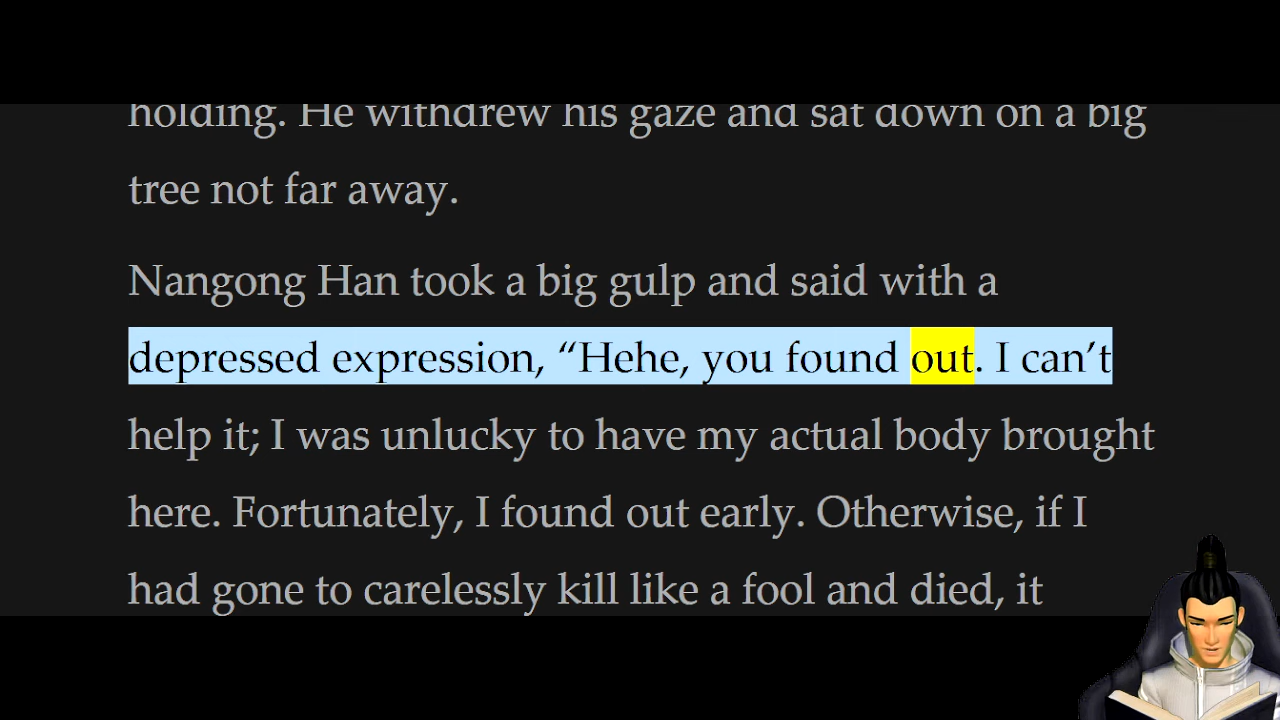 holding. He withdrew his gaze and sat down on a big
tree not far away.
Nangong Han took a big gulp and said with a
depressed expression, “Hehe, you found out. I can’t
help it; I was unlucky to have my actual body brought
here. Fortunately, I found out early. Otherwise, if I
had gone to carelessly kill like a fool and died, it